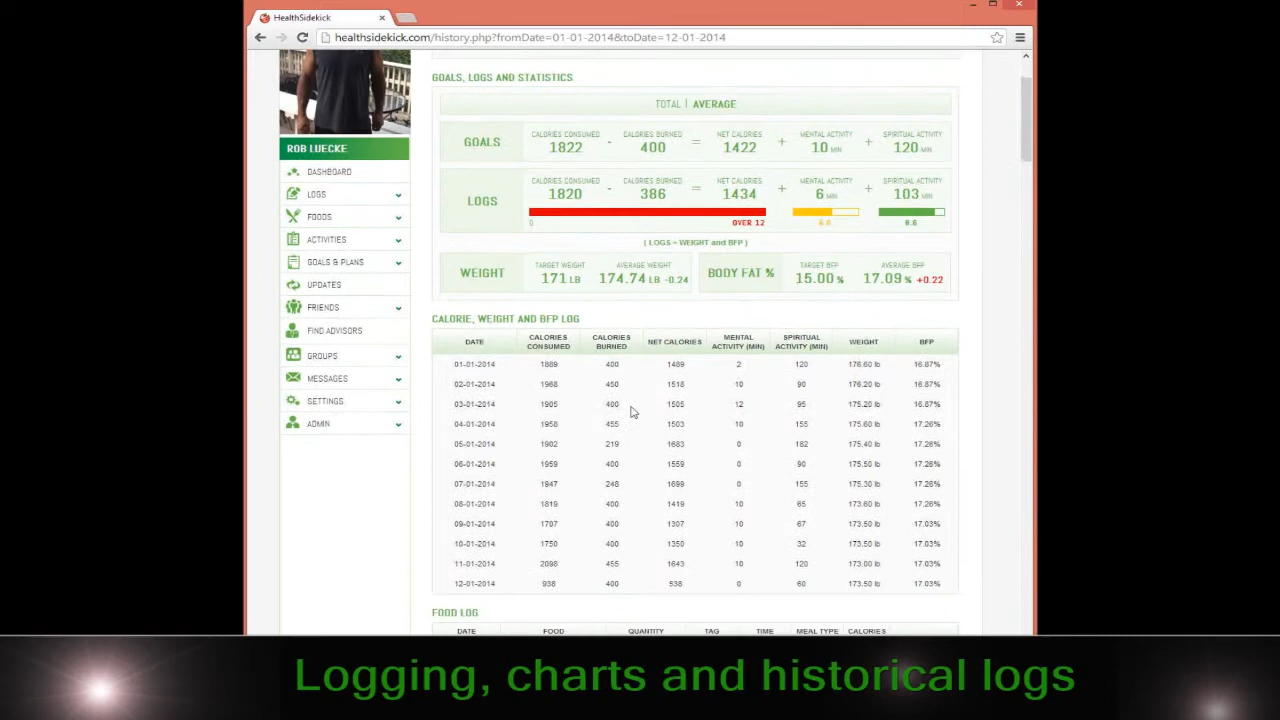 HealthSidekick
healthsidekick.com/history.php?fromDate=01-01-2014&toDate=12-01-2014
GOALS, LOGS AND STATISTICS
TOTAL | AVERAGE
GOALS
CALORIES CONSUMED CALORIES BURNED NET CALORIES MENTAL ACTIVITY SPIRITUAL ACTIVITY
1822 - 400 = 1422 + 10 MIN + 120 MIN
LOGS
CALORIES CONSUMED CALORIES BURNED NET CALORIES MENTAL ACTIVITY SPIRITUAL ACTIVITY
1820 - 386 = 1434 + 6 MIN + 103 MIN
0 OVER 12
( LOGS - WEIGHT and BFP )
WEIGHT
TARGET WEIGHT AVERAGE WEIGHT
171 LB 174.74 LB -0.24
BODY FAT %
TARGET BFP AVERAGE BFP
15.00 % 17.09 % +0.22
ROB LUECKE
DASHBOARD
LOGS
FOODS
ACTIVITIES
GOALS & PLANS
UPDATES
FRIENDS
FIND ADVISORS
GROUPS
MESSAGES
SETTINGS
ADMIN
CALORIE, WEIGHT AND BFP LOG
DATE CALORIES CONSUMED CALORIES BURNED NET CALORIES MENTAL ACTIVITY (MIN) SPIRITUAL ACTIVITY (MIN) WEIGHT BFP
01-01-2014 1889 400 1489 2 120 176.60 lb 16.87%
02-01-2014 1968 450 1518 10 90 176.20 lb 16.87%
03-01-2014 1905 400 1505 12 95 175.20 lb 16.87%
04-01-2014 1958 455 1503 10 155 175.60 lb 17.26%
05-01-2014 1902 219 1683 0 182 175.40 lb 17.26%
06-01-2014 1959 400 1559 0 90 175.50 lb 17.26%
07-01-2014 1947 248 1699 0 155 175.30 lb 17.26%
08-01-2014 1819 400 1419 10 65 173.60 lb 17.26%
09-01-2014 1707 400 1307 10 67 173.50 lb 17.03%
10-01-2014 1750 400 1350 10 32 173.50 lb 17.03%
11-01-2014 2098 455 1643 10 120 173.00 lb 17.03%
12-01-2014 938 400 538 0 60 173.50 lb 17.03%
FOOD LOG
DATE FOOD QUANTITY TAG TIME MEAL TYPE CALORIES
Logging, charts and historical logs